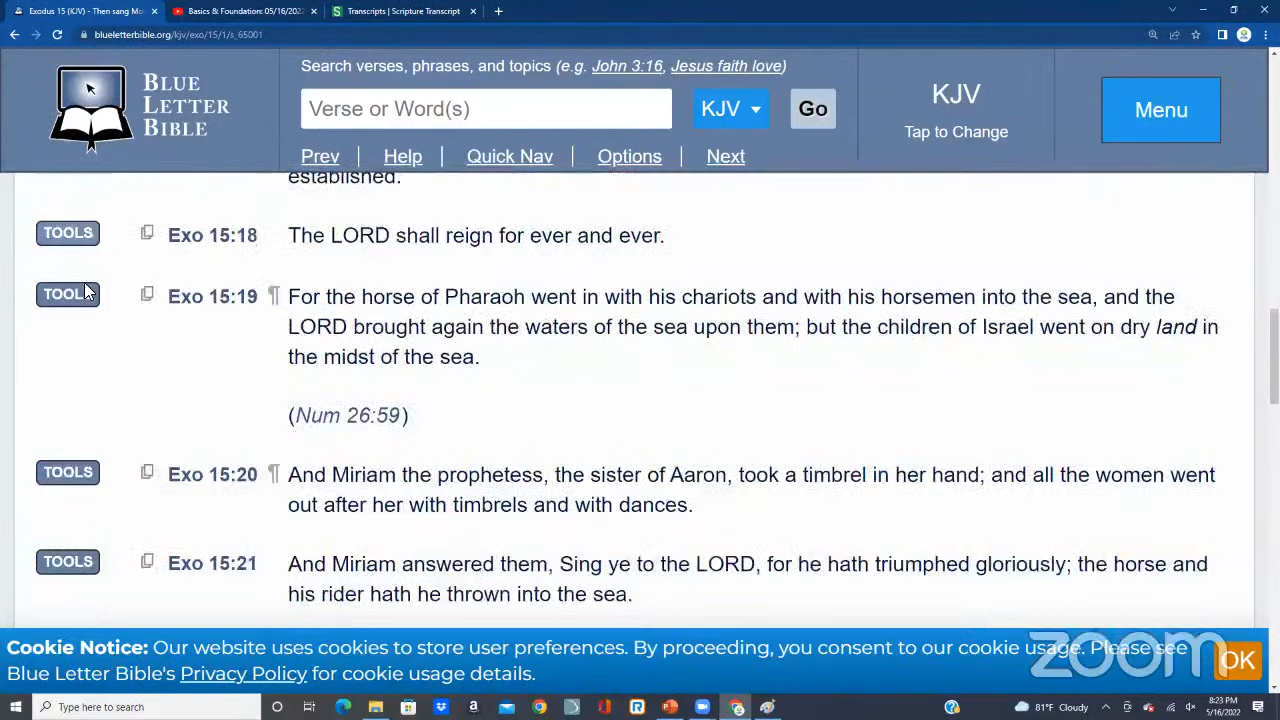 Exodus 15 (KJV) - Then sang Mo
Basics & Foundation: 05/16/2022
Transcripts | Scripture Transcript
blueletterbible.org/kjv/exo/15/1/s_65001
BLUE LETTER BIBLE
Search verses, phrases, and topics (e.g. John 3:16, Jesus faith love)
Verse or Word(s) KJV Go
Prev | Help | Quick Nav | Options | Next
KJV
Tap to Change
Menu
established.
TOOLS Exo 15:18 The LORD shall reign for ever and ever.
TOOLS Exo 15:19 ¶ For the horse of Pharaoh went in with his chariots and with his horsemen into the sea, and the
LORD brought again the waters of the sea upon them; but the children of Israel went on dry land in
the midst of the sea.
(Num 26:59)
TOOLS Exo 15:20 ¶ And Miriam the prophetess, the sister of Aaron, took a timbrel in her hand; and all the women went
out after her with timbrels and with dances.
TOOLS Exo 15:21 And Miriam answered them, Sing ye to the LORD, for he hath triumphed gloriously; the horse and
his rider hath he thrown into the sea.
Cookie Notice: Our website uses cookies to store user preferences. By proceeding, you consent to our cookie usage. Please see
Blue Letter Bible's Privacy Policy for cookie usage details.
OK
zoom
Type here to search
81°F Cloudy
8:23 PM
5/16/2022